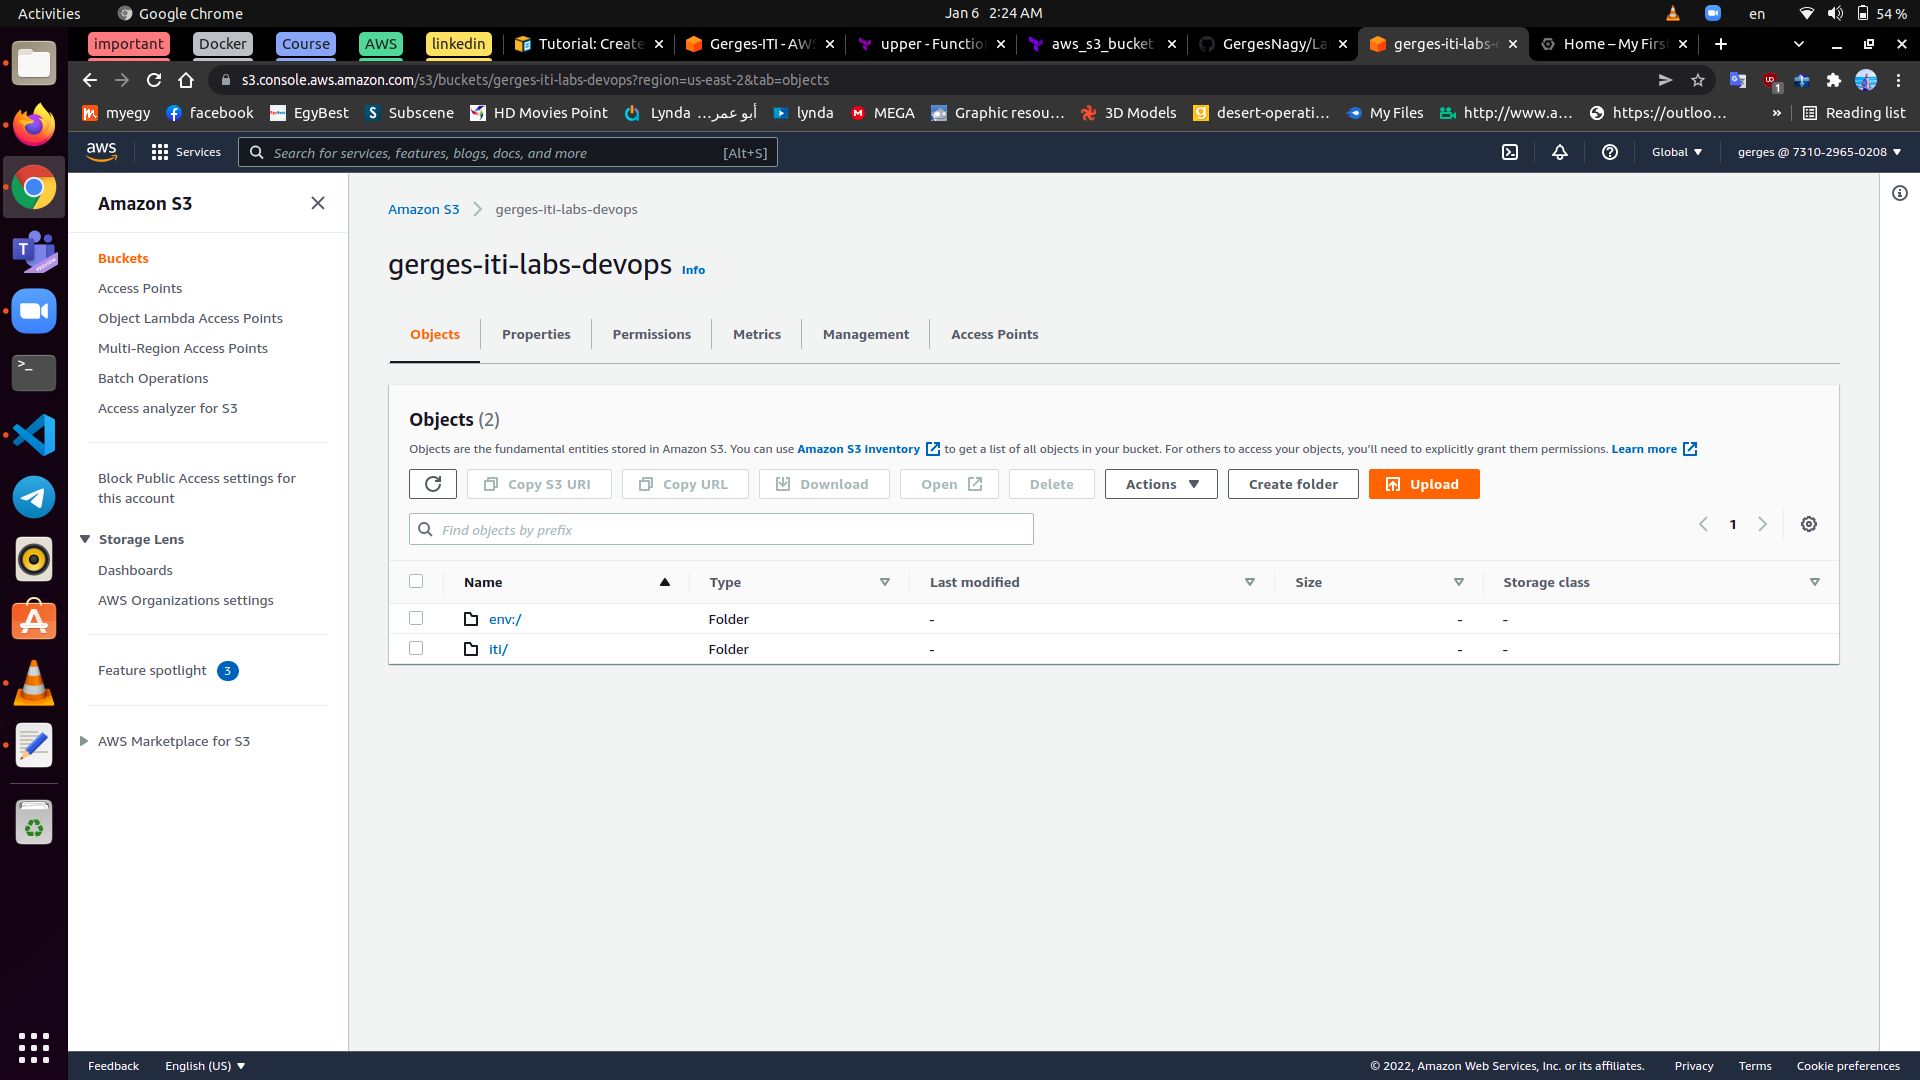 Activities
Google Chrome
Jan 6 2:24 AM
en
54 %
important
Docker
Course
AWS
linkedin
Tutorial: Create
Gerges-ITI - AWS
upper - Functio
aws_s3_bucket
GergesNagy/La
gerges-iti-labs-
Home – My Firs
s3.console.aws.amazon.com/s3/buckets/gerges-iti-labs-devops?region=us-east-2&tab=objects
1
myegy
facebook
EgyBest
Subscene
HD Movies Point
Lynda أبو عمر...
lynda
MEGA
Graphic resou...
3D Models
desert-operati...
My Files
http://www.a...
https://outloo...
»
Reading list
aws
Services
Search for services, features, blogs, docs, and more
[Alt+S]
Global
gerges @ 7310-2965-0208
Amazon S3
Buckets
Access Points
Object Lambda Access Points
Multi-Region Access Points
Batch Operations
Access analyzer for S3
Block Public Access settings for
this account
Storage Lens
Dashboards
AWS Organizations settings
Feature spotlight 3
AWS Marketplace for S3
Amazon S3
gerges-iti-labs-devops
gerges-iti-labs-devops Info
Objects
Properties
Permissions
Metrics
Management
Access Points
Objects (2)
Objects are the fundamental entities stored in Amazon S3. You can use Amazon S3 inventory to get a list of all objects in your bucket. For others to access your objects, you'll need to explicitly grant them permissions. Learn more
Copy S3 URI
Copy URL
Download
Open
Delete
Actions
Create folder
Upload
Find objects by prefix
1
Name
Type
Last modified
Size
Storage class
env:/ Folder - - -
iti/ Folder - - -
Feedback
English (US)
© 2022, Amazon Web Services, Inc. or its affiliates.
Privacy
Terms
Cookie preferences